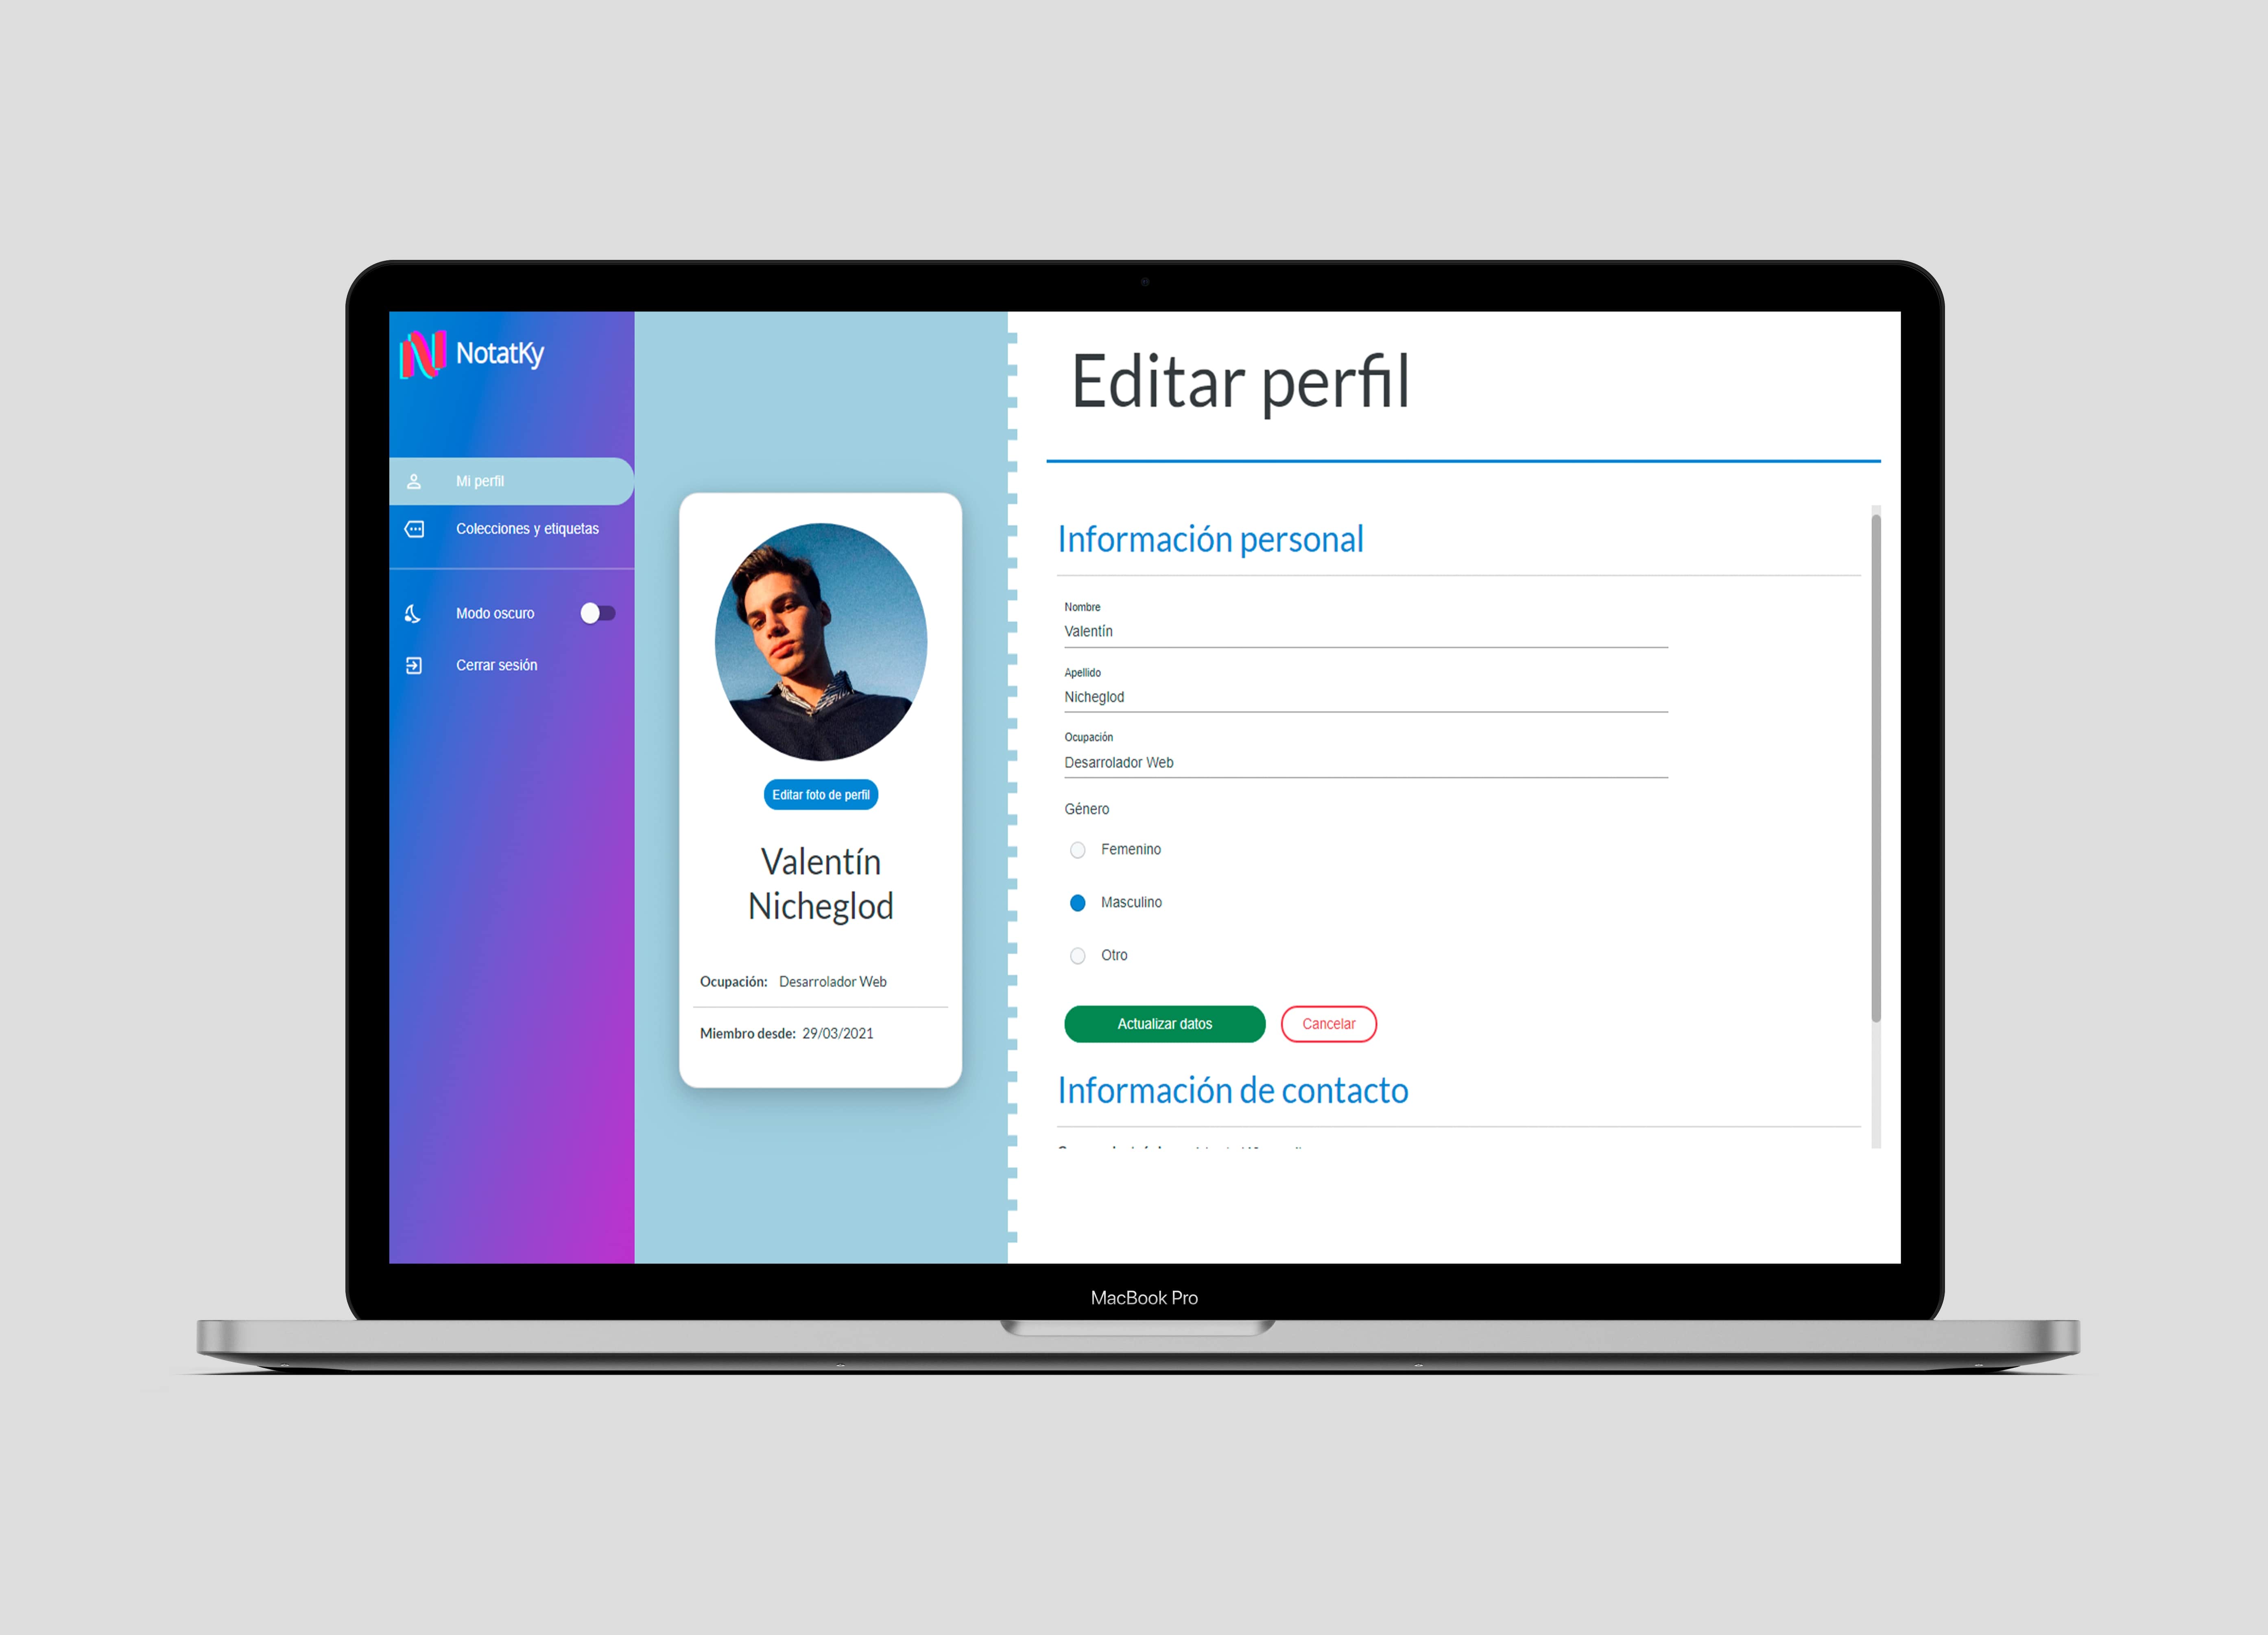 NotatKy
Mi perfil
Colecciones y etiquetas
Modo oscuro
Cerrar sesión
Editar foto de perfil
Valentín
Nicheglod
Ocupación: Desarrolador Web
Miembro desde: 29/03/2021
Editar perfil
Información personal
Nombre
Valentín
Apellido
Nicheglod
Ocupación
Desarrolador Web
Género
Femenino
Masculino
Otro
Actualizar datos
Cancelar
Información de contacto
MacBook Pro